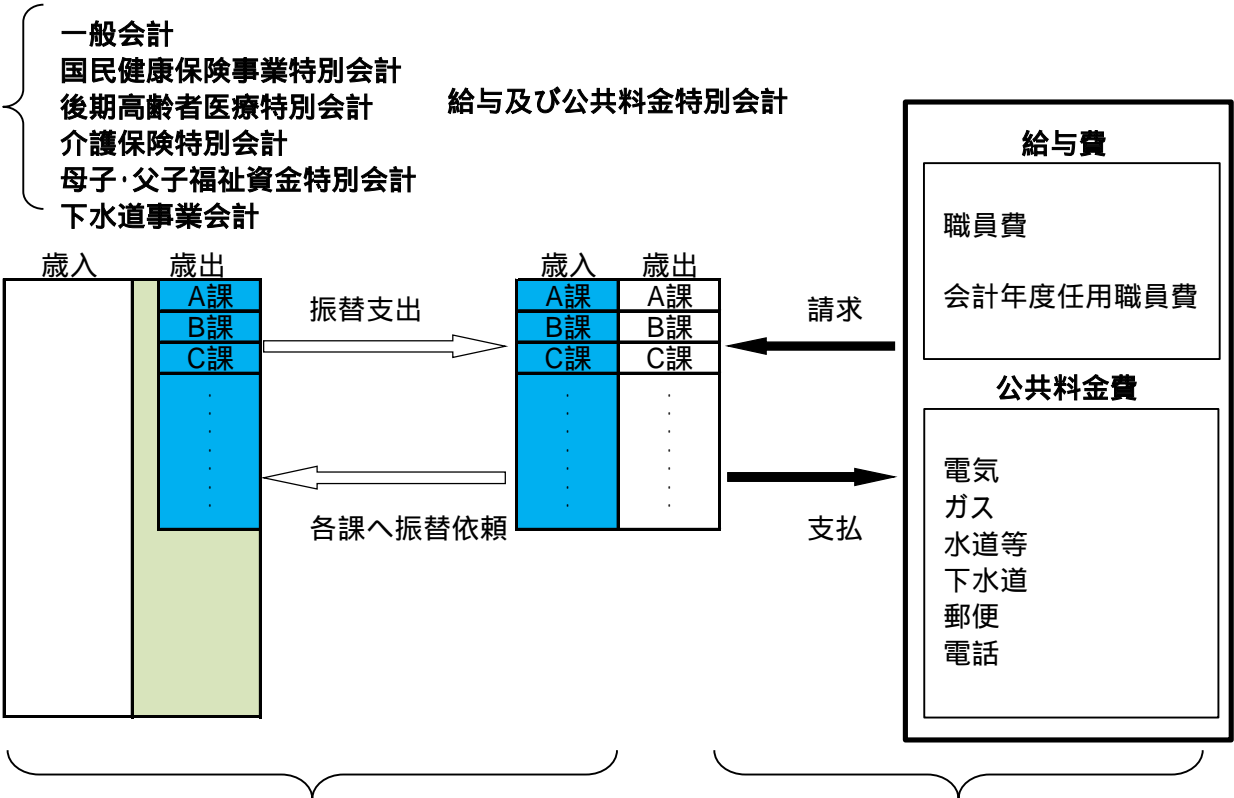 一般会計
国民健康保険事業特別会計
後期高齢者医療特別会計
介護保険特別会計
母子・父子福祉資金特別会計
下水道事業会計
給与及び公共料金特別会計
歳入
歳出
A課
B課
C課
振替支出
各課へ振替依頼
歳入
歳出
A課
A課
B課
B課
C課
C課
請求
支払
給与費
職員費
会計年度任用職員費
公共料金費
電気
ガス
水道等
下水道
郵便
電話